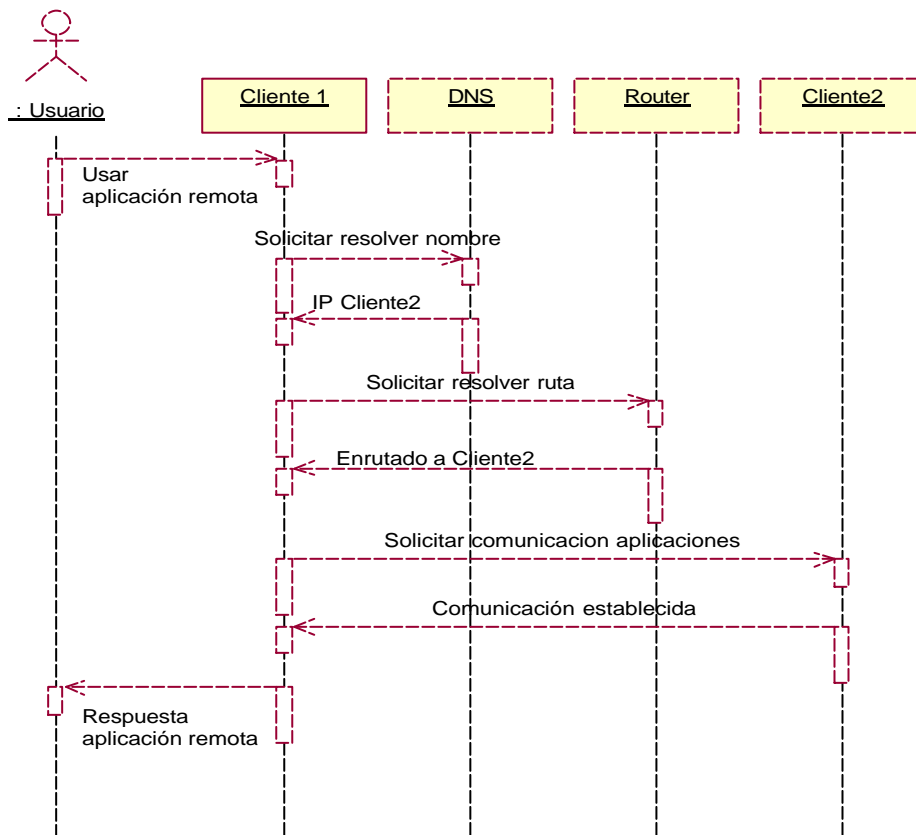 : Usuario
Cliente 1
DNS
Router
Cliente2
Usar
aplicación remota
Solicitar resolver nombre
IP Cliente2
Solicitar resolver ruta
Enrutado a Cliente2
Solicitar comunicacion aplicaciones
Comunicación establecida
Respuesta
aplicación remota